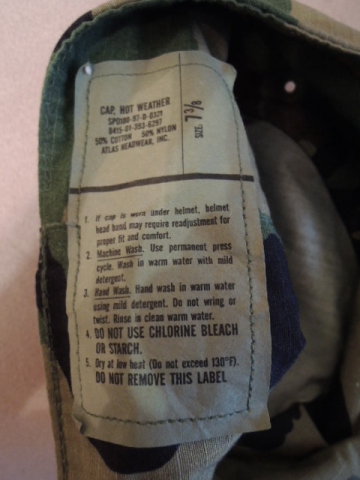 CAP, HOT WEATHER
SPO100-97-D-0321
8415-01-393-6297
50% COTTON 50% NYLON
ATLAS HEADWEAR, INC.
SIZE: 7 3/8
1. If cap is worn under helmet, helmet
head band may require readjustment for
proper fit and comfort.
2. Machine Wash. Use permanent press
cycle. Wash in warm water with mild
detergent.
3. Hand Wash. Hand wash in warm water
using mild detergent. Do not wring or
twist. Rinse is clean warm water.
4. DO NOT USE CHLORINE BLEACH
OR STARCH.
5. Dry at low heat (Do not exceed 130°F).
DO NOT REMOVE THIS LABEL